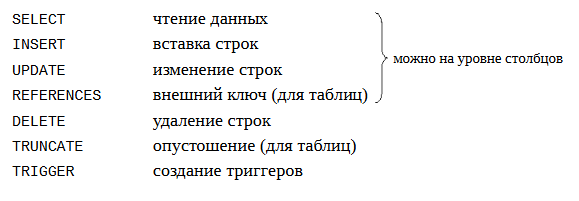 SELECT чтение данных
INSERT вставка строк
UPDATE изменение строк
можно на уровне столбцов
REFERENCES внешний ключ (для таблиц)
DELETE удаление строк
TRUNCATE опустошение (для таблиц)
TRIGGER создание триггеров